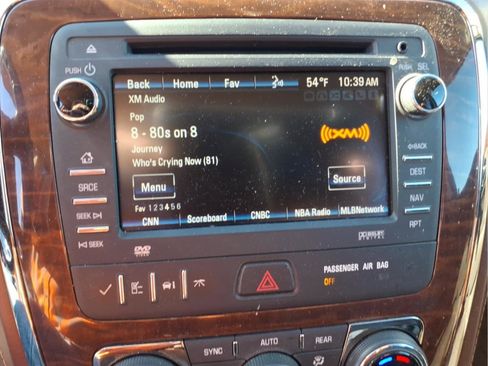 PUSH
PUSH SEL
Back Home Fav 54°F 10:39 AM
XM Audio
Pop
8 - 80s on 8
Journey
Who's Crying Now (81)
((XM))
Menu
Source
Fav 1 2 3 4 5 6
CNN Scoreboard CNBC NBA Radio MLBNetwork
SRCE
SEEK
SEEK
BACK
DEST
NAV
RPT
DVD
DOLBY
DIGITAL
PASSENGER AIR BAG
OFF
SYNC
AUTO
REAR